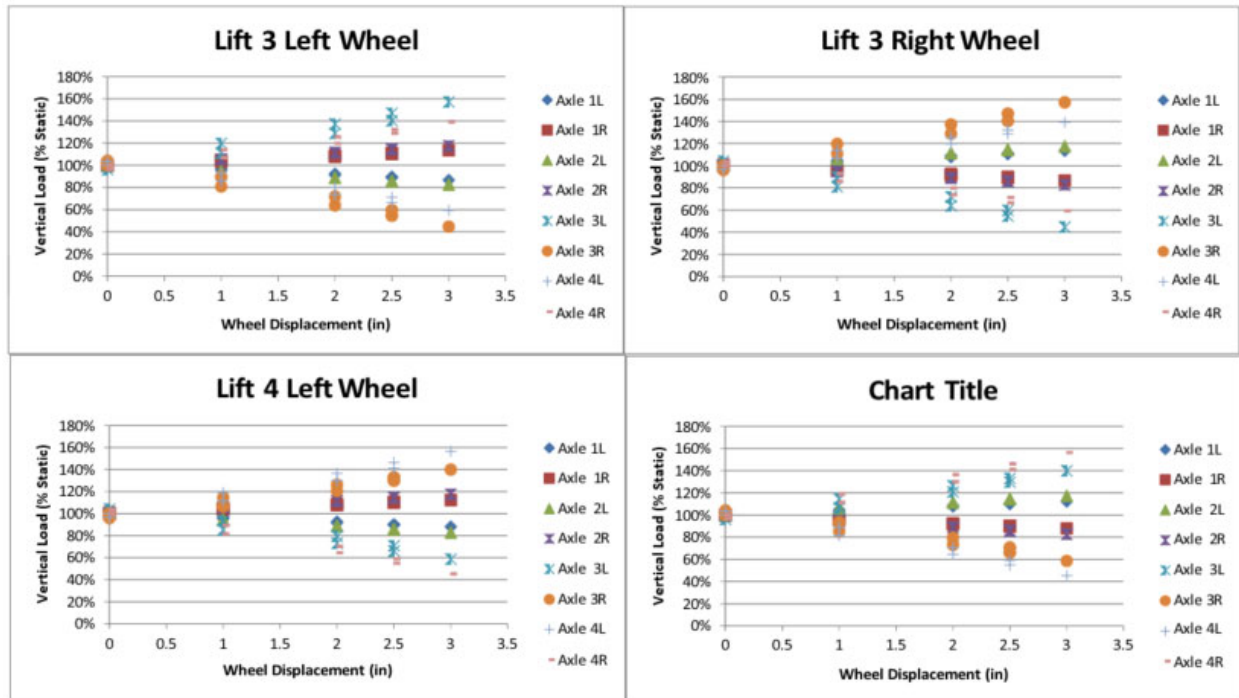 Lift 3 Left Wheel
Vertical Load (% Static)
180%
160%
140%
120%
100%
80%
60%
40%
20%
0%
0 0.5 1 1.5 2 2.5 3 3.5
Wheel Displacement (in)
Axle 1L
Axle 1R
Axle 2L
Axle 2R
Axle 3L
Axle 3R
Axle 4L
Axle 4R
Lift 3 Right Wheel
Vertical Load (% Static)
180%
160%
140%
120%
100%
80%
60%
40%
20%
0%
0 0.5 1 1.5 2 2.5 3 3.5
Wheel Displacement (in)
Axle 1L
Axle 1R
Axle 2L
Axle 2R
Axle 3L
Axle 3R
Axle 4L
Axle 4R
Lift 4 Left Wheel
Vertical Load (% Static)
180%
160%
140%
120%
100%
80%
60%
40%
20%
0%
0 0.5 1 1.5 2 2.5 3 3.5
Wheel Displacement (in)
Axle 1L
Axle 1R
Axle 2L
Axle 2R
Axle 3L
Axle 3R
Axle 4L
Axle 4R
Chart Title
Vertical Load (% Static)
180%
160%
140%
120%
100%
80%
60%
40%
20%
0%
0 0.5 1 1.5 2 2.5 3 3.5
Wheel Displacement (in)
Axle 1L
Axle 1R
Axle 2L
Axle 2R
Axle 3L
Axle 3R
Axle 4L
Axle 4R